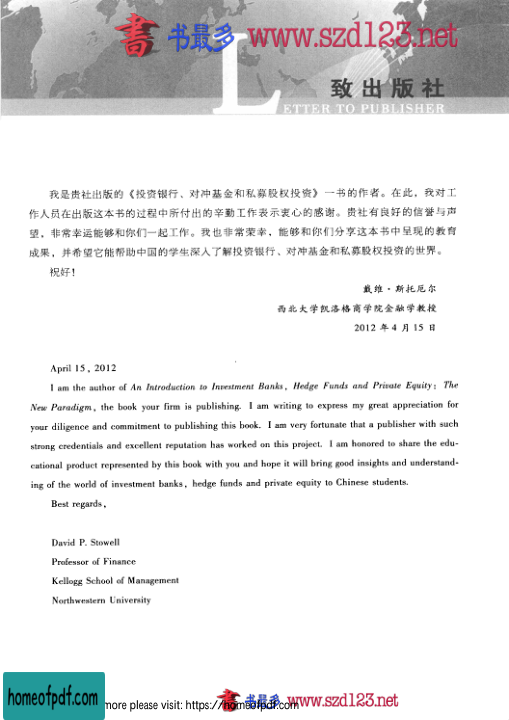 書 书最多 www.szd123.net
致出版社
LETTER TO PUBLISHER
我是贵社出版的《投资银行、对冲基金和私募股权投资》一书的作者。在此，我对工
作人员在出版这本书的过程中所付出的辛勤工作表示衷心的感谢。贵社有良好的信誉与声
望，非常幸运能够和你们一起工作。我也非常荣幸，能够和你们分享这本书中呈现的教育
成果，并希望它能帮助中国的学生深入了解投资银行、对冲基金和私募股权投资的世界。
祝好！
戴维·斯托厄尔
西北大学凯洛格商学院金融学教授
2012 年 4 月 15 日
April 15, 2012
I am the author of An Introduction to Investment Banks, Hedge Funds and Private Equity: The
New Paradigm, the book your firm is publishing. I am writing to express my great appreciation for
your diligence and commitment to publishing this book. I am very fortunate that a publisher with such
strong credentials and excellent reputation has worked on this project. I am honored to share the edu-
cational product represented by this book with you and hope it will bring good insights and understand-
ing of the world of investment banks, hedge funds and private equity to Chinese students.
Best regards,
David P. Stowell
Professor of Finance
Kellogg School of Management
Northwestern University
homeofpdf.com more please visit: https://homeofpdf.com
書 书最多 www.szd123.net